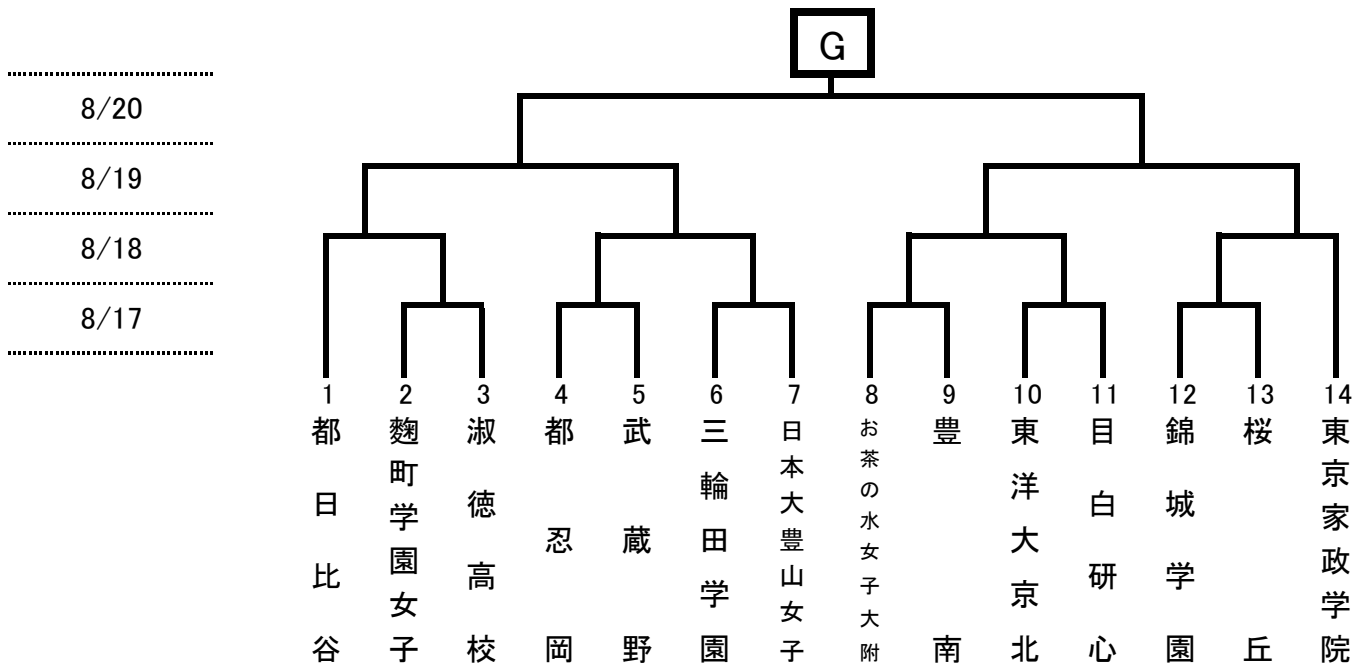 G
8/20
8/19
8/18
8/17
1
2
3
4
5
6
7
8
9
10
11
12
13
14
都日比谷
麴町学園女子
淑徳高校
都忍岡
武蔵野
三輪田学園
日本大豊山女子
お茶の水女子大附
豊南
東洋大京北
目白研心
錦城学園
桜丘
東京家政学院